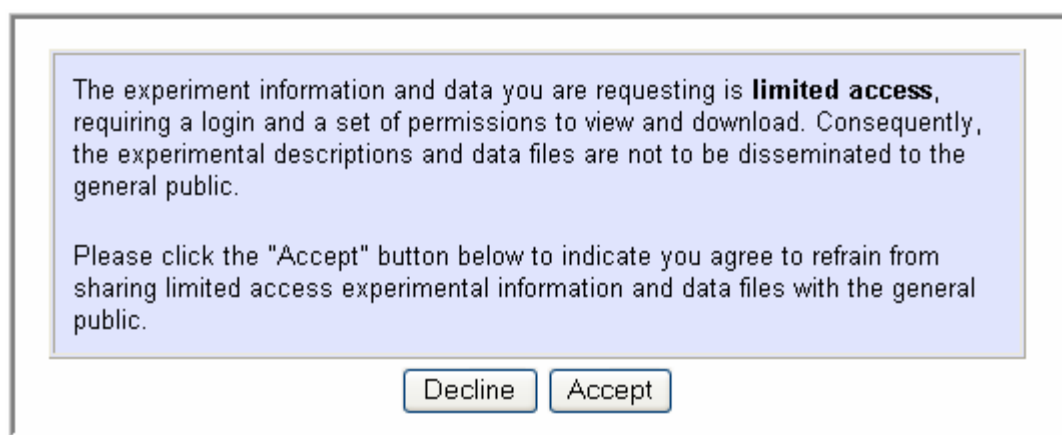 The experiment information and data you are requesting is limited access,
requiring a login and a set of permissions to view and download. Consequently,
the experimental descriptions and data files are not to be disseminated to the
general public.
Please click the "Accept" button below to indicate you agree to refrain from
sharing limited access experimental information and data files with the general
public.
Decline Accept